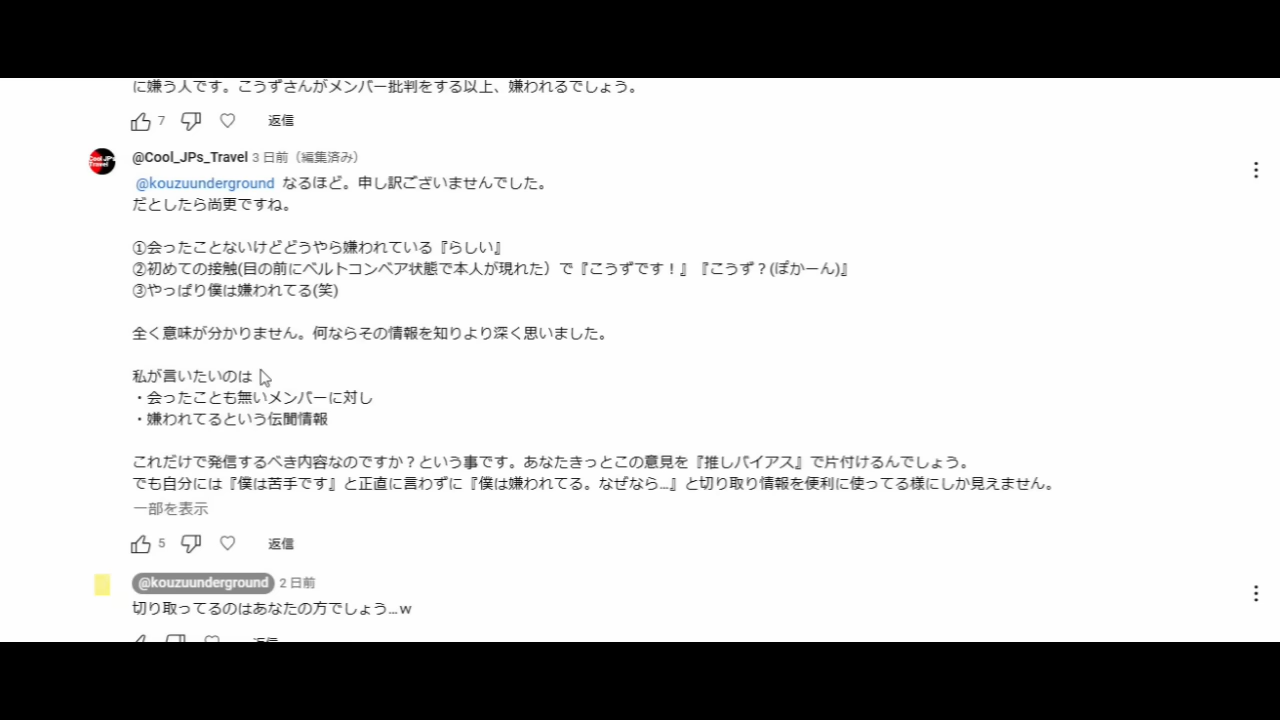 に嫌う人です。こうずさんがメンバー批判をする以上、嫌われるでしょう。
7 返信
@Cool_JPs_Travel 3 日前（編集済み）
@kouzuunderground なるほど。申し訳ございませんでした。
だとしたら尚更ですね。
①会ったことないけどどうやら嫌われている『らしい』
②初めての接触(目の前にベルトコンベア状態で本人が現れた）で『こうずです！』『こうず？(ぽかーん)』
③やっぱり僕は嫌われてる(笑)
全く意味が分かりません。何ならその情報を知りより深く思いました。
私が言いたいのは
・会ったことも無いメンバーに対し
・嫌われてるという伝聞情報
これだけで発信するべき内容なのですか？という事です。あなたきっとこの意見を『推しバイアス』で片付けるんでしょう。
でも自分には『僕は苦手です』と正直に言わずに『僕は嫌われてる。なぜなら…』と切り取り情報を便利に使ってる様にしか見えません。
一部を表示
5 返信
@kouzuunderground 2 日前
切り取ってるのはあなたの方でしょう…w
返信